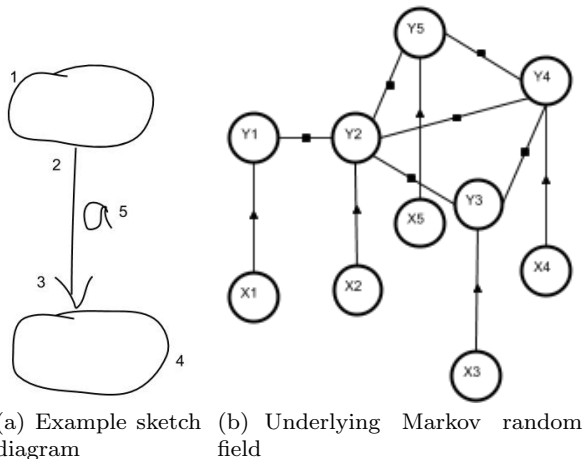 1
2
a 5
3
4
Y5
Y4
Y1 Y2
Y3
X5
X4
X1 X2
X3
(a) Example sketch diagram
(b) Underlying Markov random field